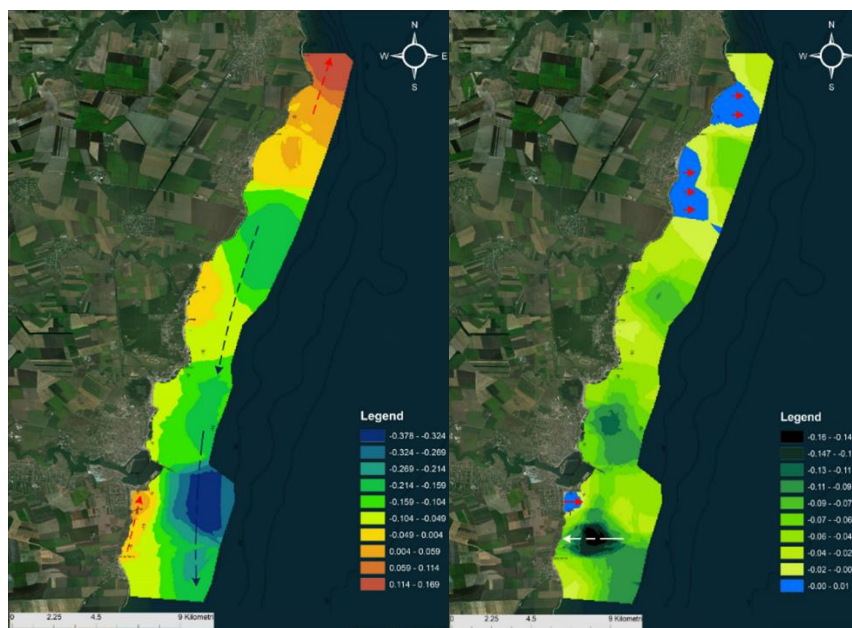 N
W E
S
Legend
-0.378 - -0.324
-0.324 - -0.269
-0.269 - -0.214
-0.214 - -0.159
-0.159 - -0.104
-0.104 - -0.049
-0.049 - 0.004
0.004 - 0.059
0.059 - 0.114
0.114 - 0.169
0 2.25 4.5 9 Kilometri
N
W E
S
Legend
-0.16 - -0.14
-0.147 - -0.1
-0.13 - -0.11
-0.11 - -0.09
-0.09 - -0.07
-0.07 - -0.06
-0.06 - -0.04
-0.04 - -0.02
-0.02 - -0.00
-0.00 - 0.01
0 2.25 4.5 9 Kilometri